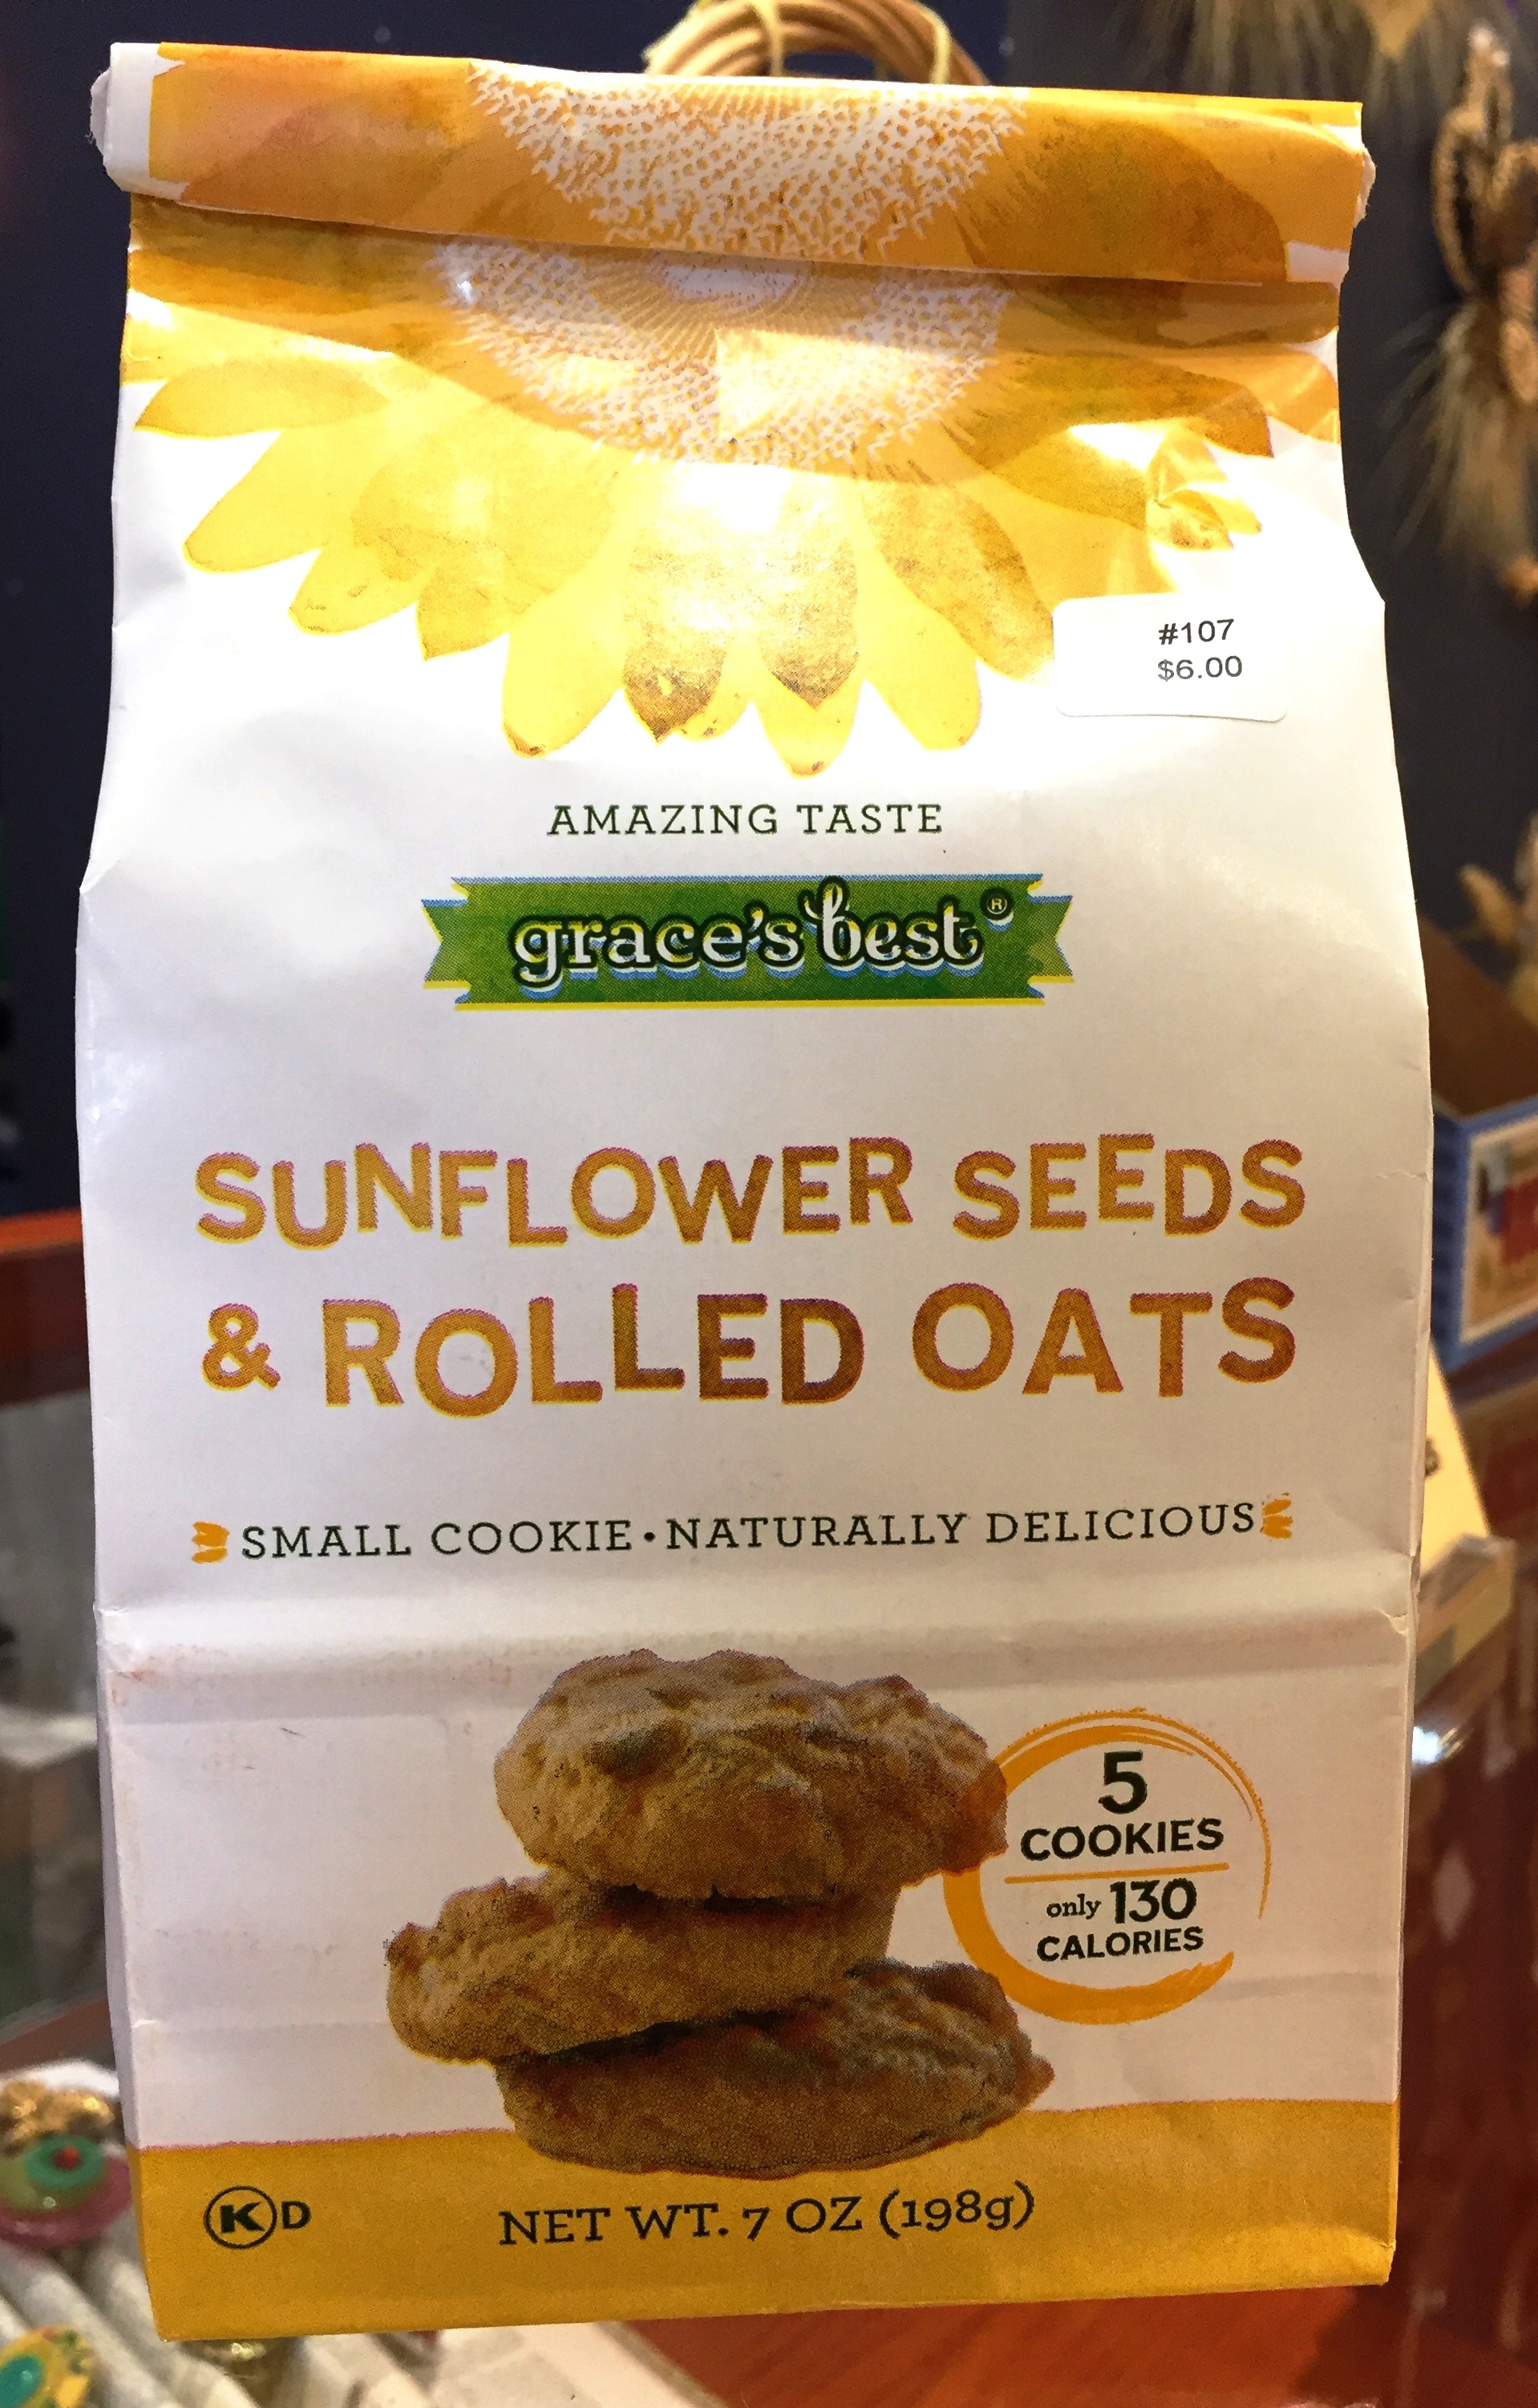 #107
$6.00
AMAZING TASTE
grace's best®
SUNFLOWER SEEDS
& ROLLED OATS
SMALL COOKIE • NATURALLY DELICIOUS
5
COOKIES
only 130
CALORIES
K D
NET WT. 7 OZ (198g)